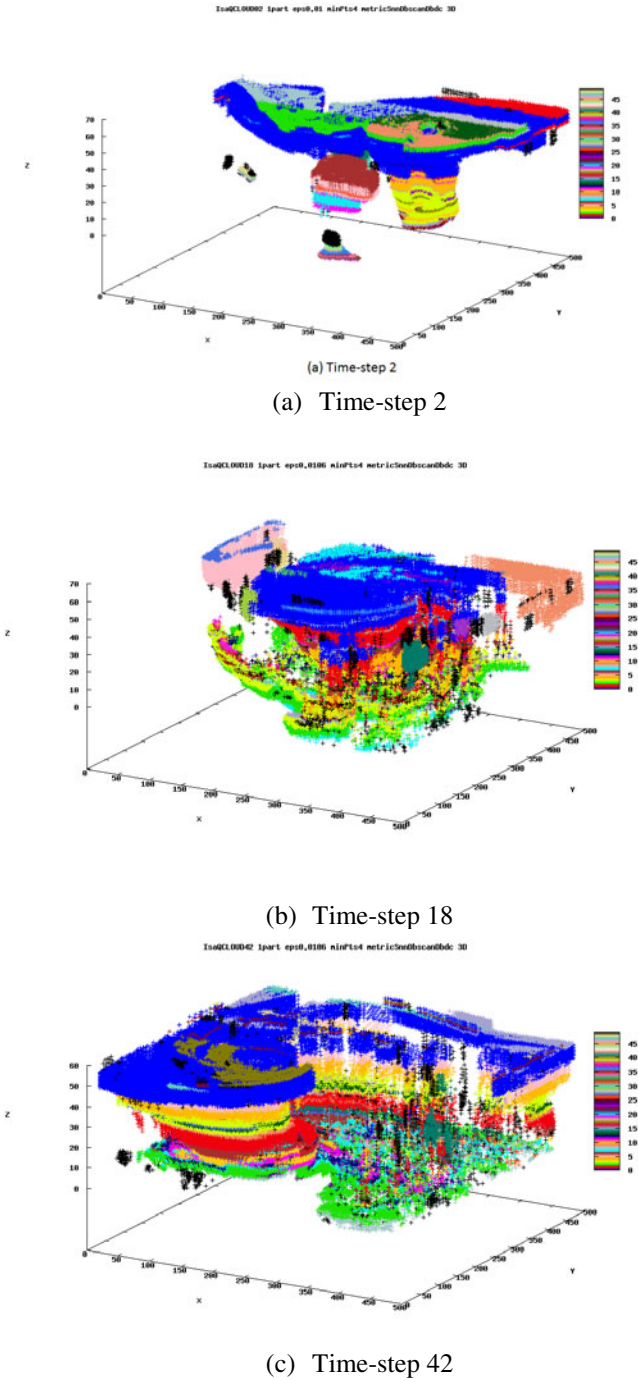 IsaQCLOUD02 1part eps0,01 minPts4 metricSnnDbscanDbdc 3D
Z
70
60
50
40
30
20
10
0
45
40
35
30
25
20
15
10
5
0
0 50 100 150 200 250 300 350 400 450 500
X
0 50 100 150 200 250 300 350 400 450 500
Y
(a) Time-step 2
(a) Time-step 2
IsaQCLOUD18 1part eps0,0106 minPts4 metricSnnDbscanDbdc 3D
Z
70
60
50
40
30
20
10
0
45
40
35
30
25
20
15
10
5
0
0 50 100 150 200 250 300 350 400 450 500
X
0 50 100 150 200 250 300 350 400 450 500
Y
(b) Time-step 18
IsaQCLOUD42 1part eps0,0106 minPts4 metricSnnDbscanDbdc 3D
Z
60
50
40
30
20
10
0
45
40
35
30
25
20
15
10
5
0
0 50 100 150 200 250 300 350 400 450 500
X
0 50 100 150 200 250 300 350 400 450 500
Y
(c) Time-step 42